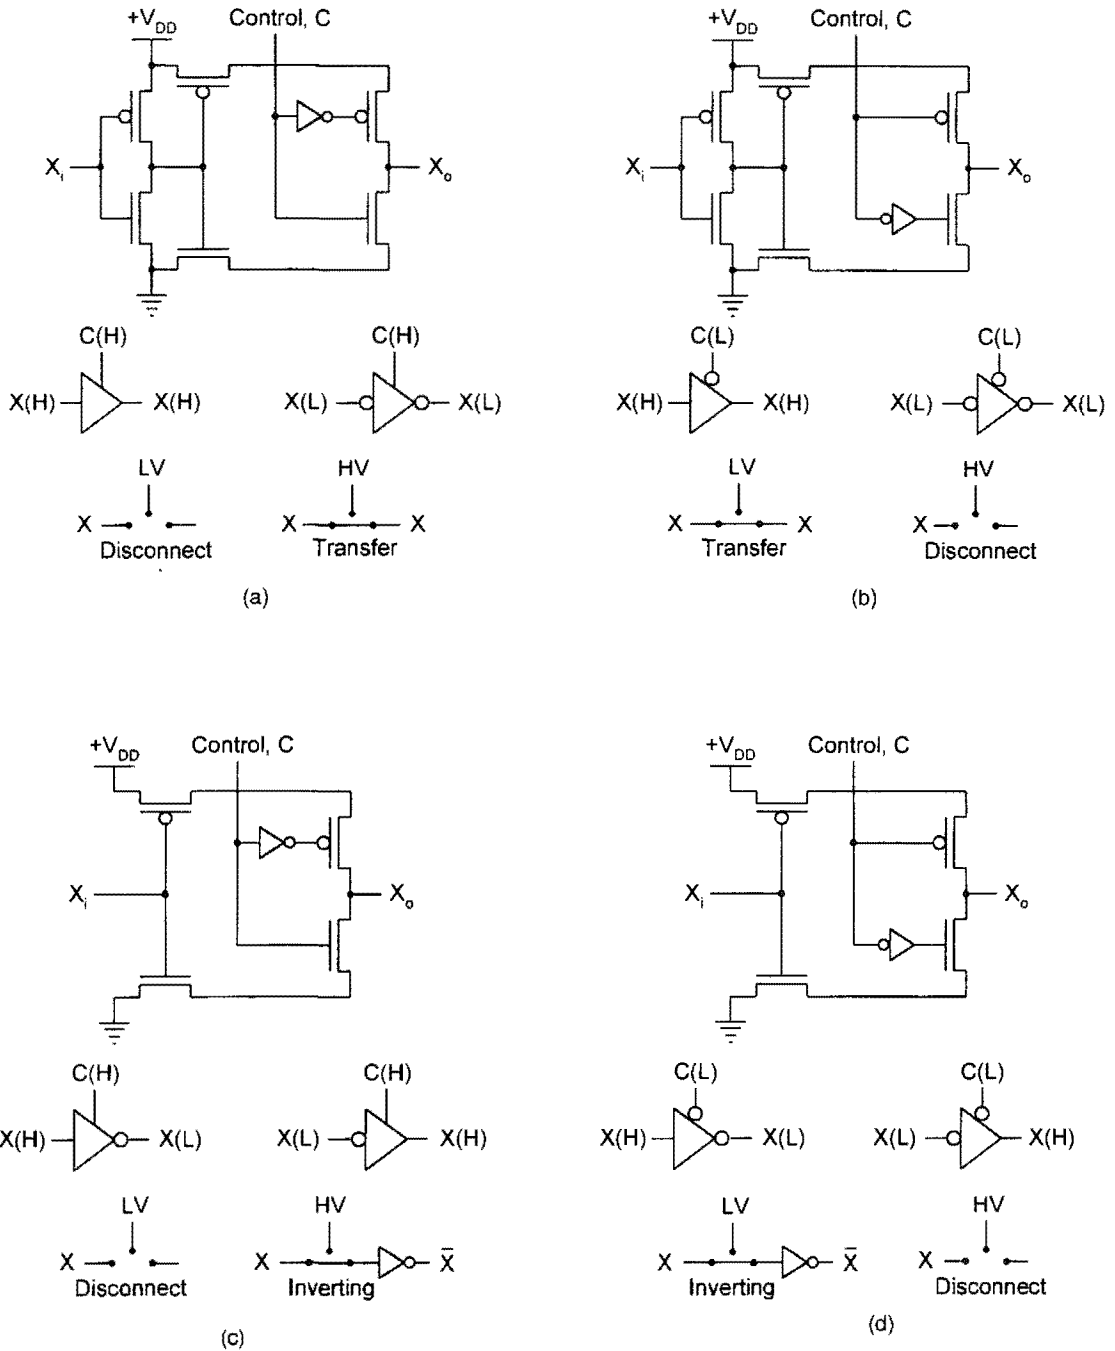 +V_DD Control, C
X_i X_o
C(H) C(H)
X(H) X(H) X(L) X(L)
LV HV
X X X
Disconnect Transfer
(a)
+V_DD Control, C
X_i X_o
C(L) C(L)
X(H) X(H) X(L) X(L)
LV HV
X X X
Transfer Disconnect
(b)
+V_DD Control, C
X_i X_o
C(H) C(H)
X(H) X(L) X(L) X(H)
LV HV
X X X̄
Disconnect Inverting
(c)
+V_DD Control, C
X_i X_o
C(L) C(L)
X(H) X(L) X(L) X(H)
LV HV
X X̄ X
Inverting Disconnect
(d)